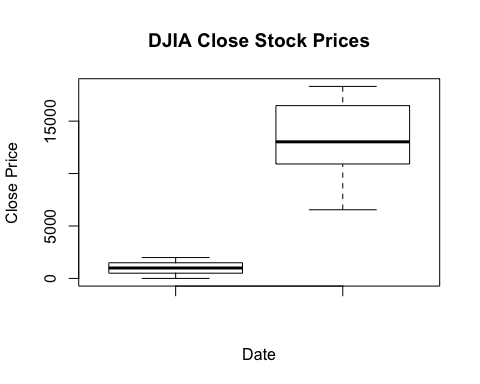 DJIA Close Stock Prices
Close Price
15000
5000
0
Date